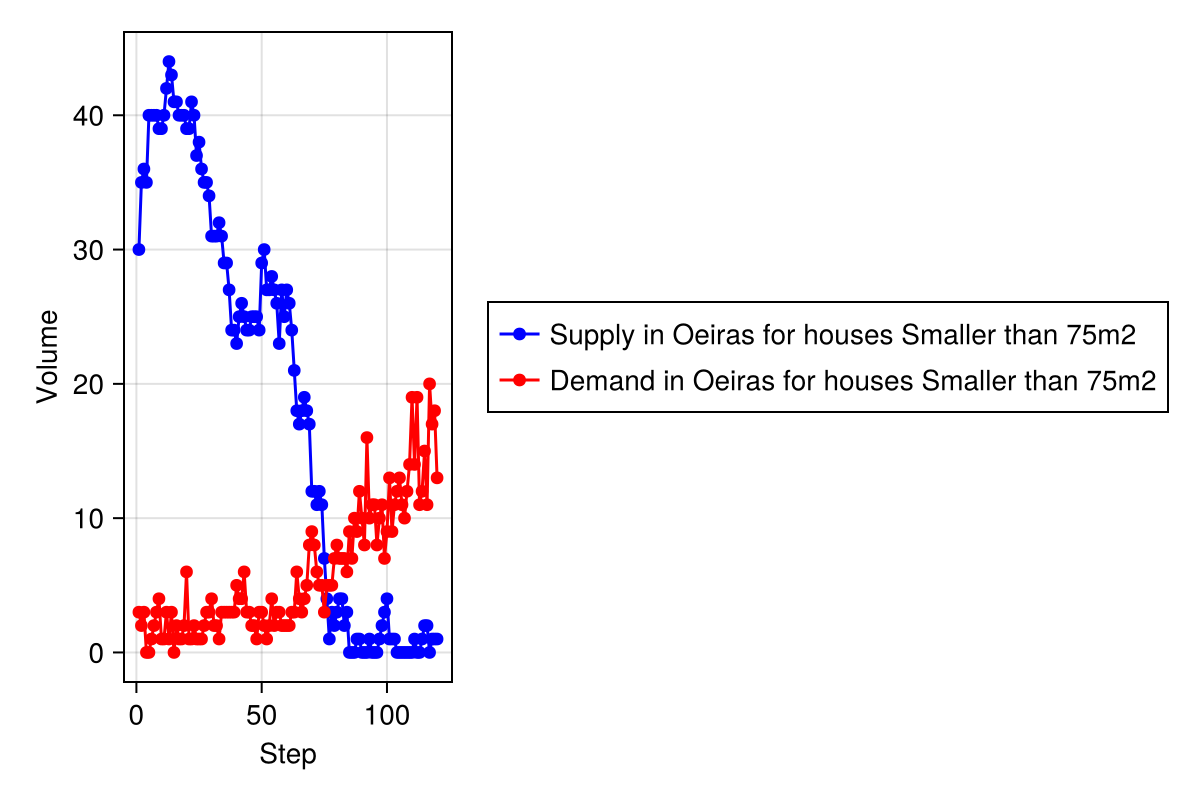 40
30
20
10
0
Volume
0 50 100
Step
Supply in Oeiras for houses Smaller than 75m2
Demand in Oeiras for houses Smaller than 75m2